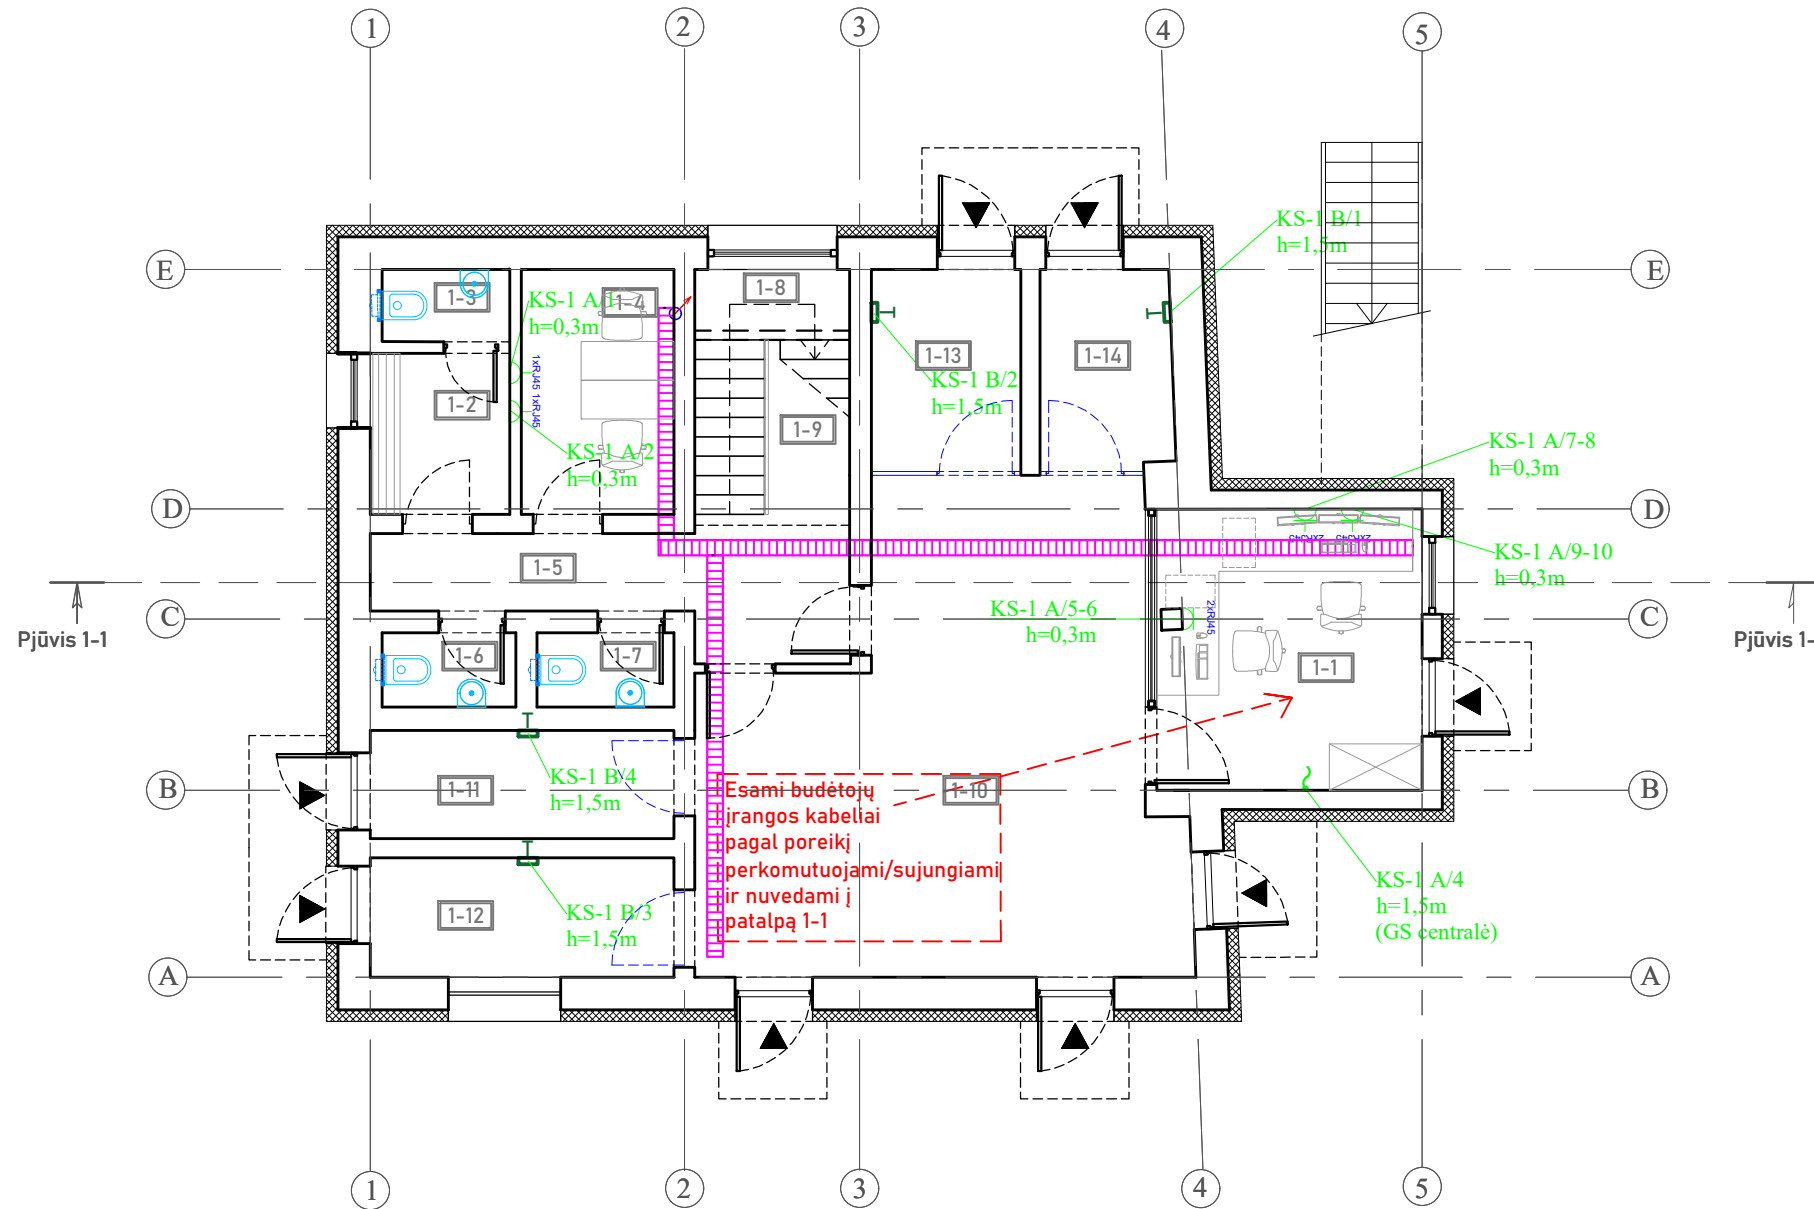 1
2
3
4
5
KS-1 B/1
h=1,5m
E
E
1-3
KS-1 A/1
h=0,3m
1-4
1-8
1-13
1-14
1xRJ45
1xRJ45
KS-1 B/2
h=1,5m
1-2
1-9
KS-1 A/2
h=0,3m
KS-1 A/7-8
h=0,3m
D
D
2xRJ45
2xRJ45
KS-1 A/9-10
h=0,3m
1-5
KS-1 A/5-6
h=0,3m
2xRJ45
C
C
Pjūvis 1-1
Pjūvis 1-
1-6
1-7
1-1
KS-1 B/4
h=1,5m
B
B
1-11
1-10
Esami budėtojų
įrangos kabeliai
pagal poreikį
perkomutuojami/sujungiami
ir nuvedami į
patalpą 1-1
KS-1 A/4
h=1,5m
(GS centralė)
1-12
KS-1 B/3
h=1,5m
A
A
1
2
3
4
5